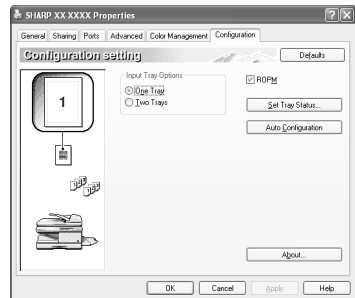 SHARP XX-XXXX Properties
General Sharing Ports Advanced Color Management Configuration
Configuration setting
Defaults
Input Tray Options
One Tray
Two Trays
ROPM
Set Tray Status...
Auto Configuration
1
About...
OK Cancel Apply Help